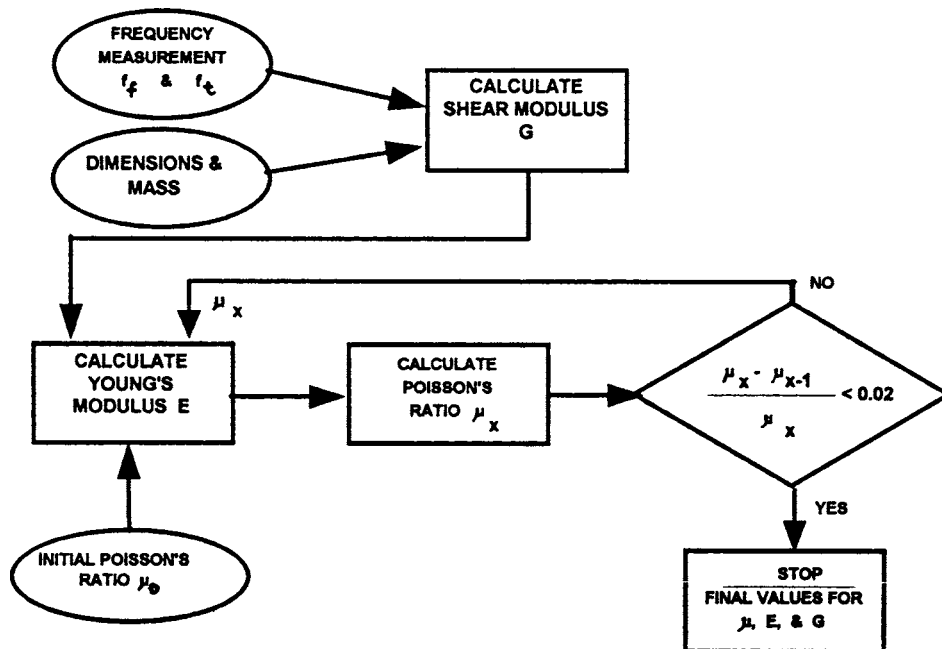 FREQUENCY
MEASUREMENT
f_f & f_t
CALCULATE
SHEAR MODULUS
G
DIMENSIONS &
MASS
NO
μ_x
CALCULATE
YOUNG'S
MODULUS E
CALCULATE
POISSON'S
RATIO μ_x
μ_x - μ_x-1
< 0.02
μ_x
YES
INITIAL POISSON'S
RATIO μ_o
STOP
FINAL VALUES FOR
μ, E, & G